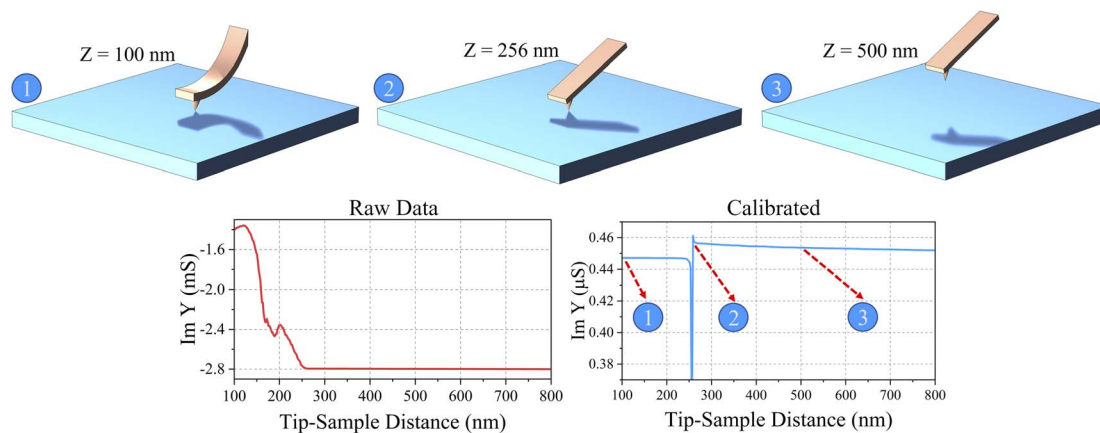 Z = 100 nm
Z = 256 nm
Z = 500 nm
1
2
3
Raw Data
Calibrated
Im Y (mS)
-1.6
-2.0
-2.4
-2.8
100 200 300 400 500 600 700 800
Tip-Sample Distance (nm)
Im Y (μS)
0.46
0.44
0.42
0.40
0.38
1
2
3
100 200 300 400 500 600 700 800
Tip-Sample Distance (nm)